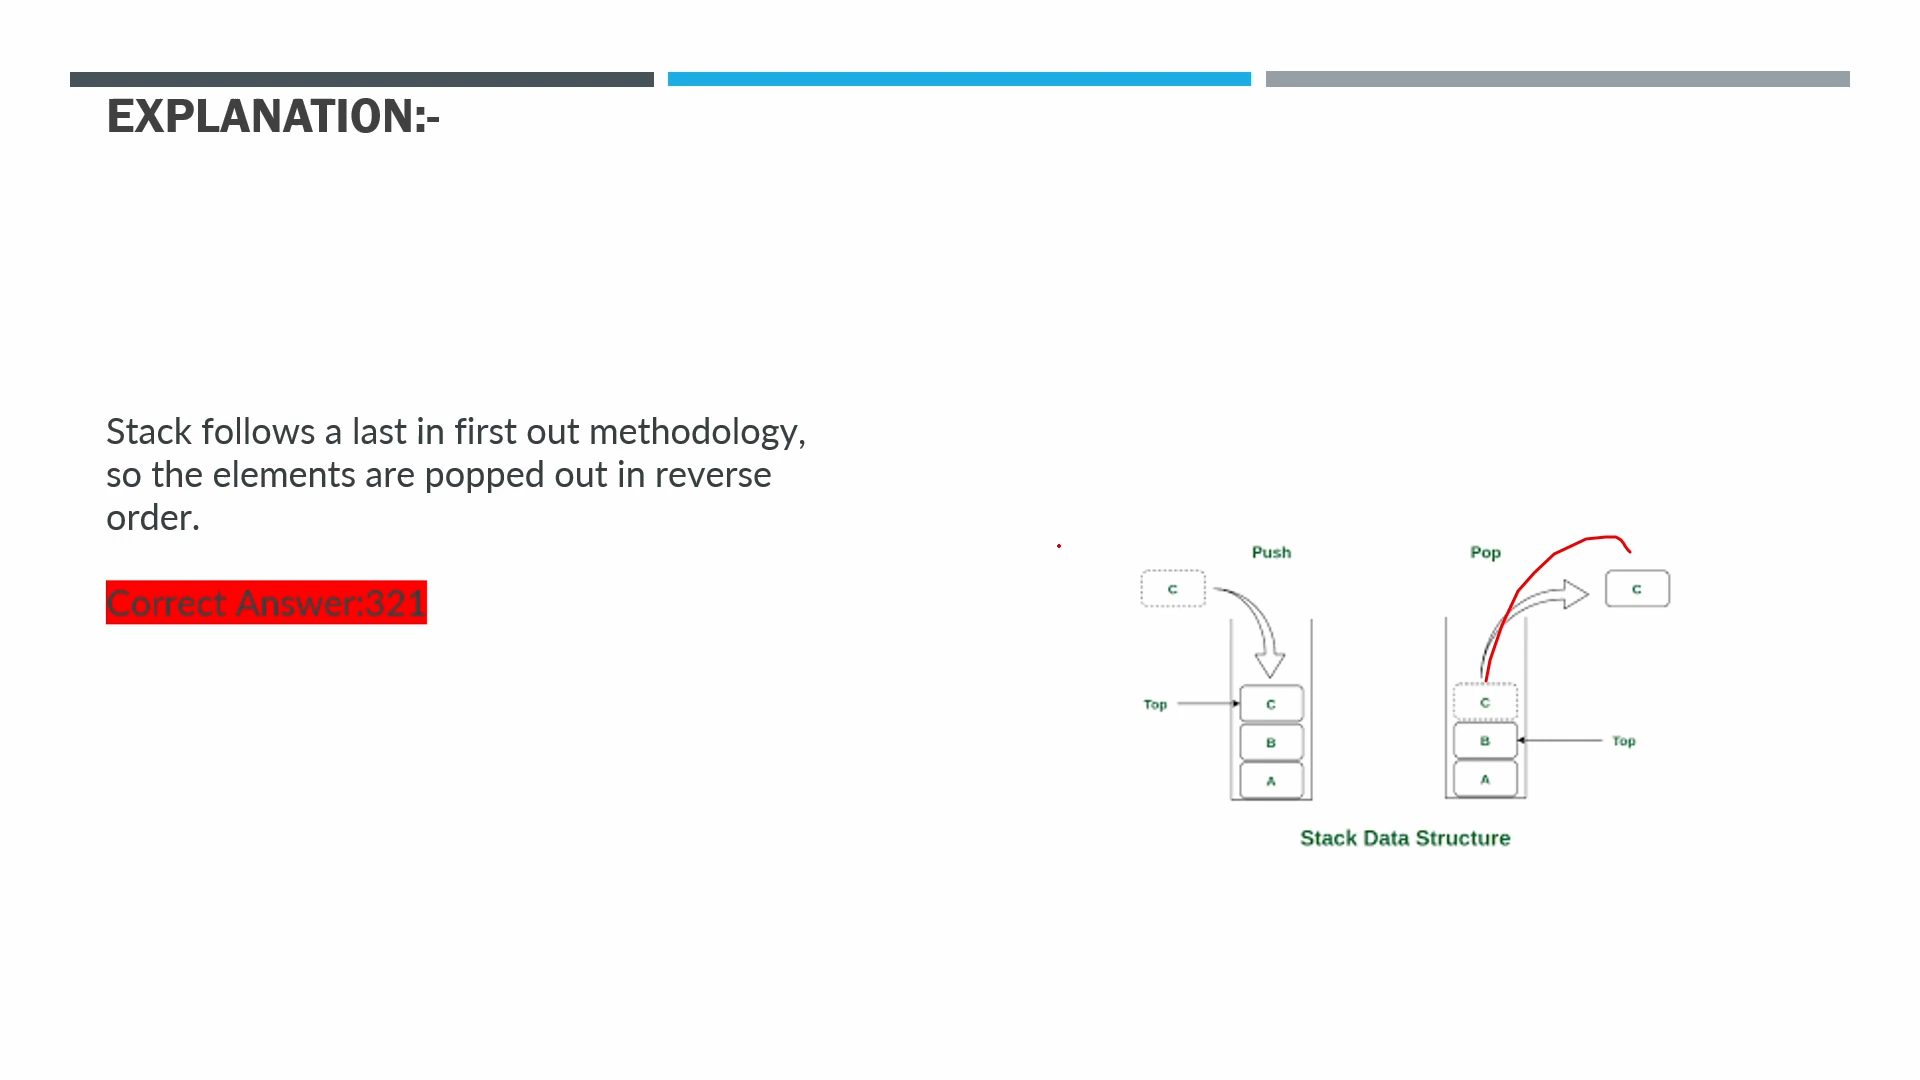 EXPLANATION:-
Stack follows a last in first out methodology,
so the elements are popped out in reverse
order.
Correct Answer:321
Push
Pop
C
C
Top
C
B
A
C
B
A
Top
Stack Data Structure